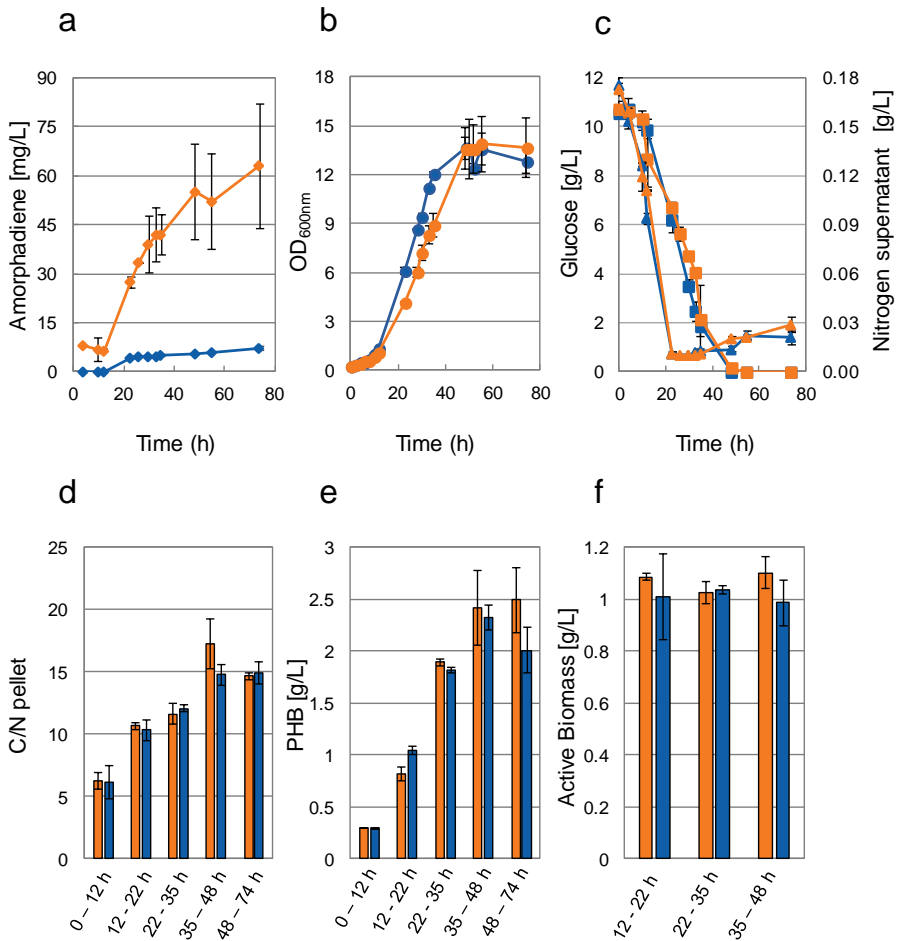 a
b
c
90
75
60
45
30
15
0
Amorphadiene [mg/L]
0 20 40 60 80
Time (h)
18
15
12
9
6
3
0
OD600nm
0 20 40 60 80
Time (h)
12
10
8
6
4
2
0
Glucose [g/L]
0.18
0.15
0.12
0.09
0.06
0.03
0.00
Nitrogen supernatant [g/L]
0 20 40 60 80
Time (h)
d
e
f
25
20
15
10
5
0
C/N pellet
0 – 12 h
12 - 22 h
22 - 35 h
35 – 48 h
48 – 74 h
3
2.5
2
1.5
1
0.5
0
PHB [g/L]
0 – 12 h
12 - 22 h
22 - 35 h
35 – 48 h
48 – 74 h
1.2
1
0.8
0.6
0.4
0.2
0
Active Biomass [g/L]
12 - 22 h
22 - 35 h
35 – 48 h